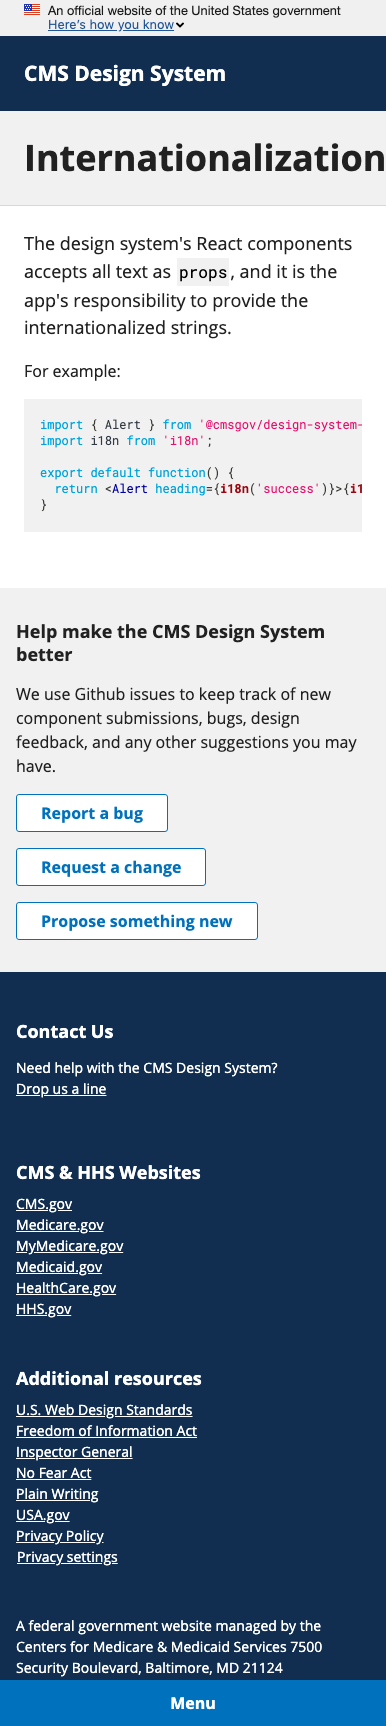 An official website of the United States government
Here's how you know
CMS Design System
Internationalization
The design system's React components
accepts all text as props, and it is the
app's responsibility to provide the
internationalized strings.
For example:
import { Alert } from '@cmsgov/design-system-
import i18n from 'i18n';
export default function() {
  return <Alert heading={i18n('success')}>{i1
}
Help make the CMS Design System
better
We use Github issues to keep track of new
component submissions, bugs, design
feedback, and any other suggestions you may
have.
Report a bug
Request a change
Propose something new
Contact Us
Need help with the CMS Design System?
Drop us a line
CMS & HHS Websites
CMS.gov
Medicare.gov
MyMedicare.gov
Medicaid.gov
HealthCare.gov
HHS.gov
Additional resources
U.S. Web Design Standards
Freedom of Information Act
Inspector General
No Fear Act
Plain Writing
USA.gov
Privacy Policy
Privacy settings
A federal government website managed by the
Centers for Medicare & Medicaid Services 7500
Security Boulevard, Baltimore, MD 21124
Menu